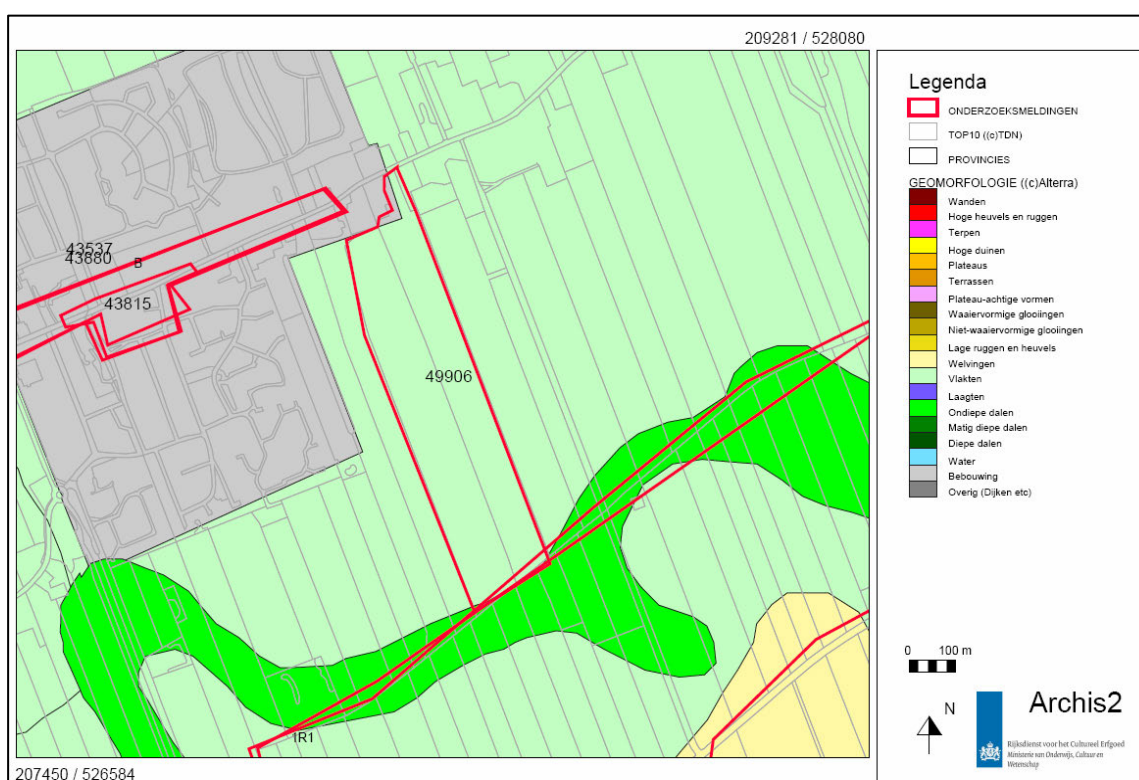 209281 / 528080
43537
43880
B
43815
49906
IR1
207450 / 526584
Legenda
ONDERZOEKSMELDINGEN
TOP10 ((c)TDN)
PROVINCIES
GEOMORFOLOGIE ((c)Alterra)
Wanden
Hoge heuvels en ruggen
Terpen
Hoge duinen
Plateaus
Terrassen
Plateau-achtige vormen
Waaiervormige glooiingen
Niet-waaiervormige glooiingen
Lage ruggen en heuvels
Welvingen
Vlakten
Laagten
Ondiepe dalen
Matig diepe dalen
Diepe dalen
Water
Bebouwing
Overig (Dijken etc)
0 100 m
N
Archis2
Rijksdienst voor het Cultureel Erfgoed
Ministerie van Onderwijs, Cultuur en
Wetenschap